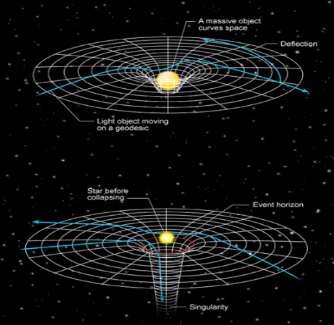 A massive object
curves space
Deflection
Light object moving
on a geodesic
Star before
collapsing
Event horizon
Singularity